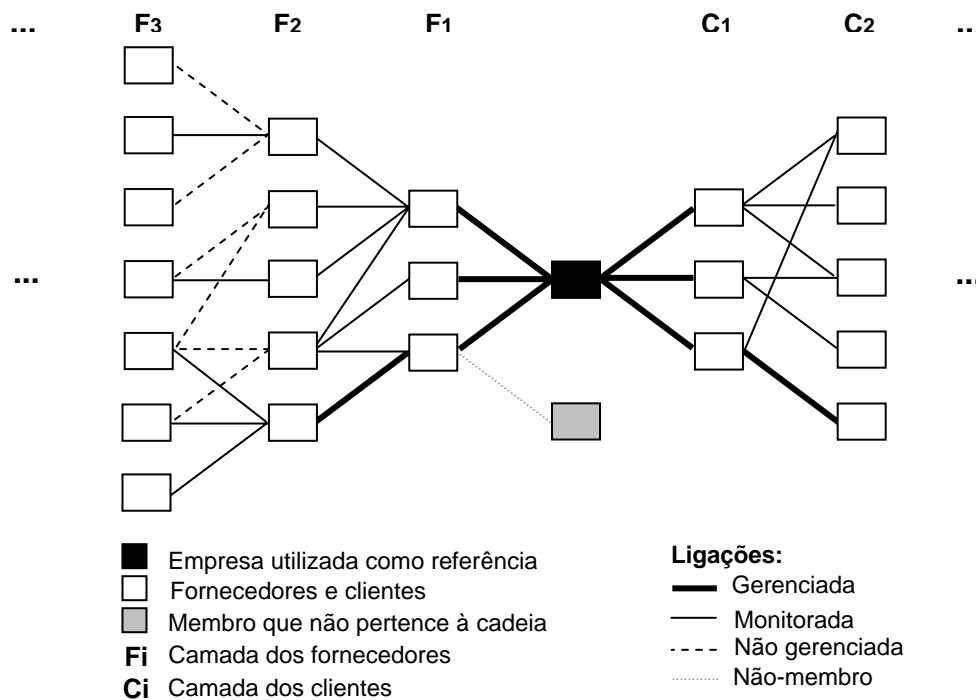 ... F3 F2 F1 C1 C2 ...
... ...
Empresa utilizada como referência
Fornecedores e clientes
Membro que não pertence à cadeia
Fi Camada dos fornecedores
Ci Camada dos clientes
Ligações:
Gerenciada
Monitorada
Não gerenciada
Não-membro